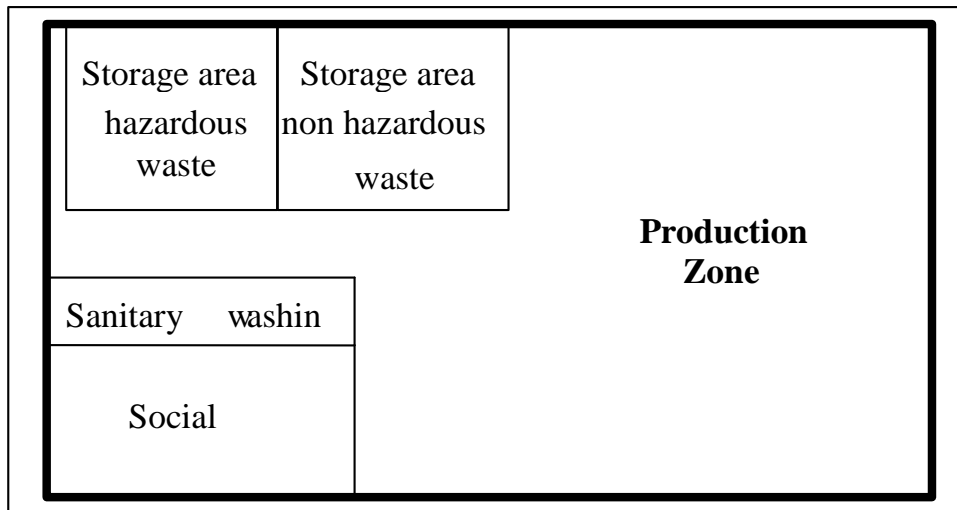 Storage area
hazardous
waste
Storage area
non hazardous
waste
Production
Zone
Sanitary washin
Social